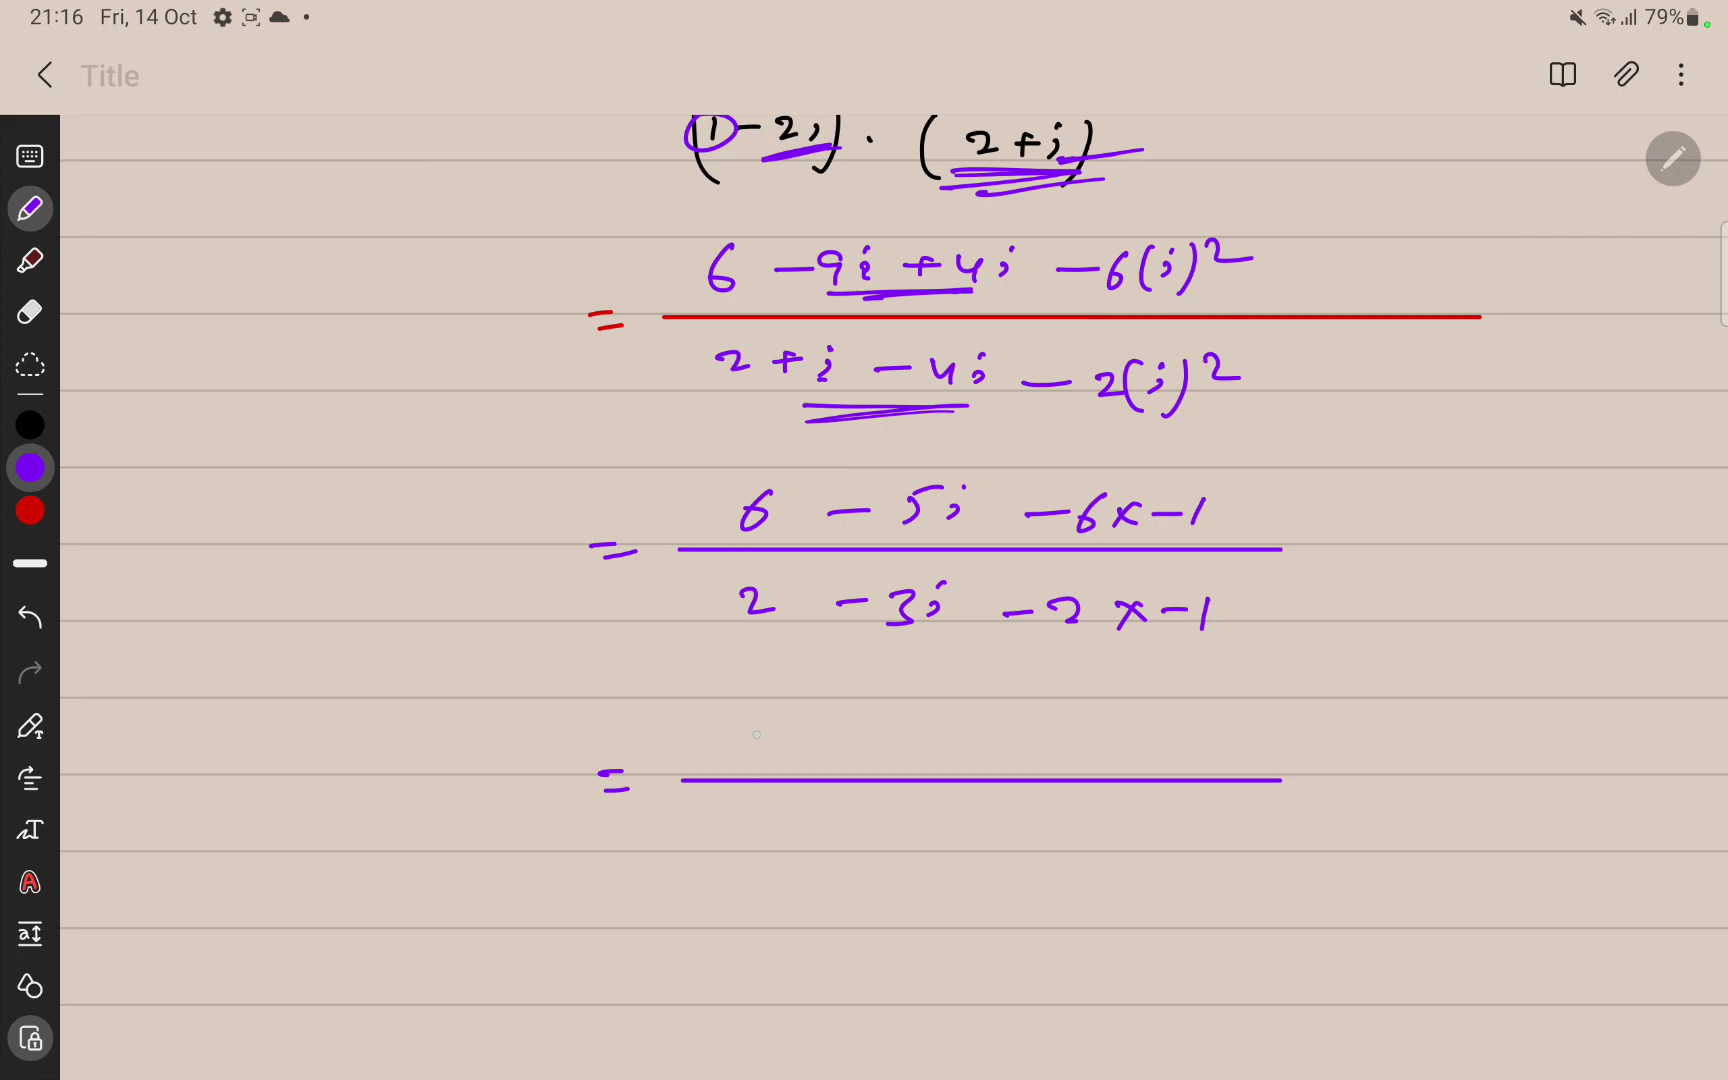 21:16 Fri, 14 Oct 79%
Title
(1-2i) · (2+i)
6 -9i +4i -6(i)²
=
2 +i -4i -2(i)²
6 -5i -6x-1
=
2 -3i -2x-1
=
T
A
a